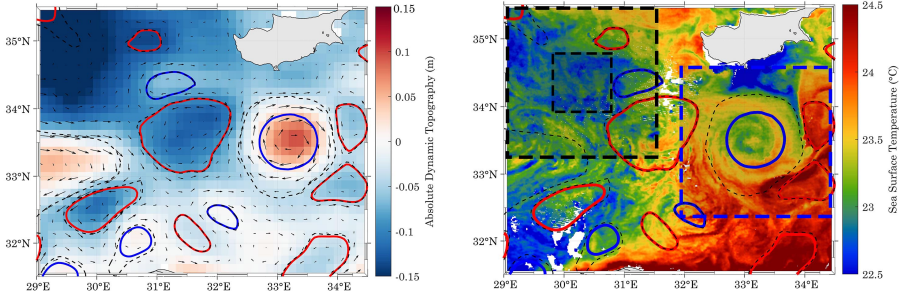 35°N
34°N
33°N
32°N
29°E 30°E 31°E 32°E 33°E 34°E
0.15
0.1
0.05
0
-0.05
-0.1
-0.15
Absolute Dynamic Topography (m)
35°N
34°N
33°N
32°N
29°E 30°E 31°E 32°E 33°E 34°E
24.5
24
23.5
23
22.5
Sea Surface Temperature (°C)